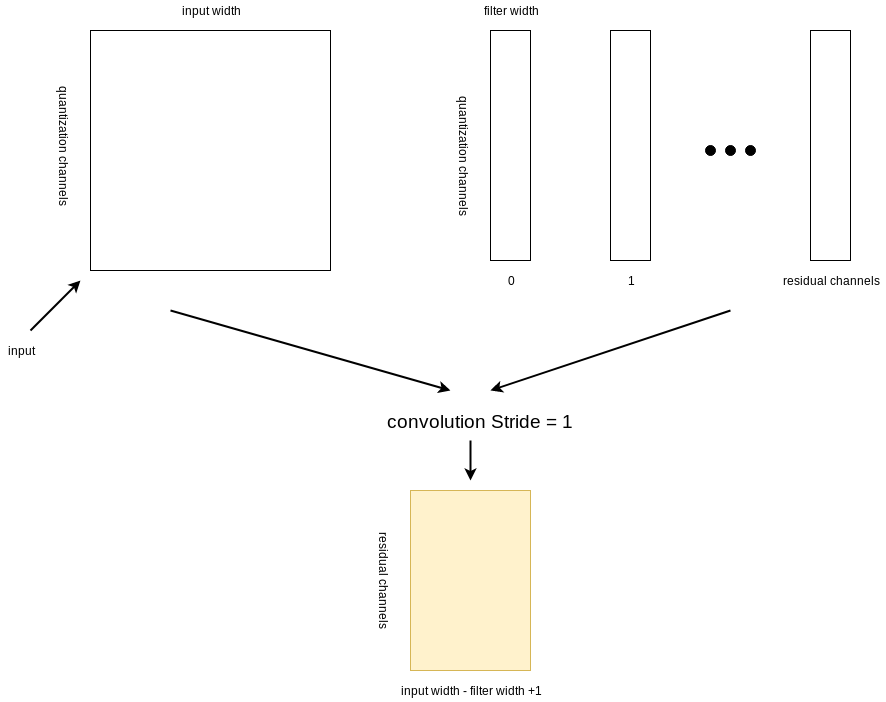 input width
filter width
quantization channels
quantization channels
0
1
residual channels
input
convolution Stride = 1
residual channels
input width - filter width +1